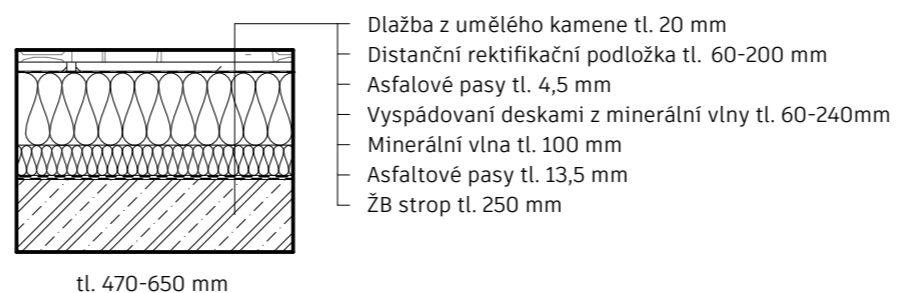 Dlažba z umělého kamene tl. 20 mm
Distanční rektifikační podložka tl. 60-200 mm
Asfalové pasy tl. 4,5 mm
Vyspádovaní deskami z minerální vlny tl. 60-240mm
Minerální vlna tl. 100 mm
Asfaltové pasy tl. 13,5 mm
ŽB strop tl. 250 mm
tl. 470-650 mm